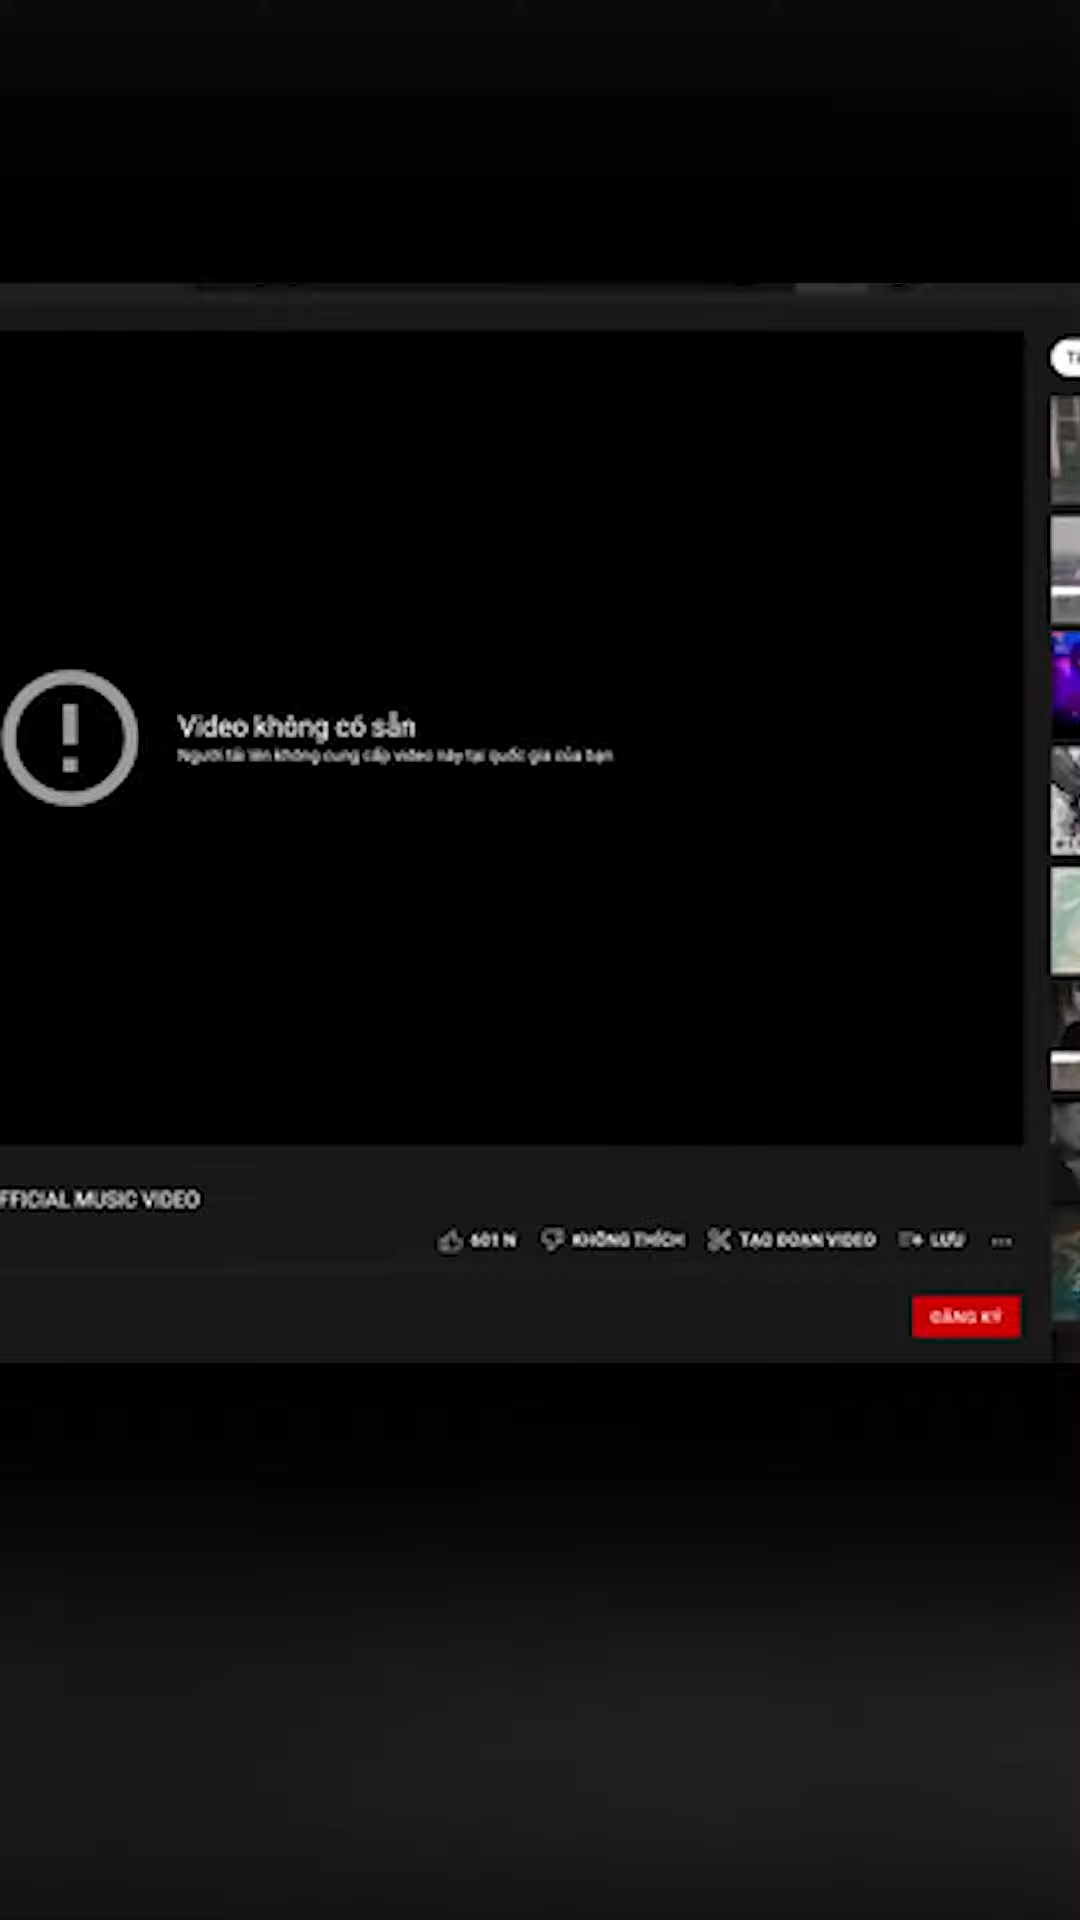 Video không có sẵn
Người tải lên không cung cấp video này tại quốc gia của bạn
FFICIAL MUSIC VIDEO
601 N KHÔNG THÍCH TẠO ĐOẠN VIDEO LƯU
ĐĂNG KÝ